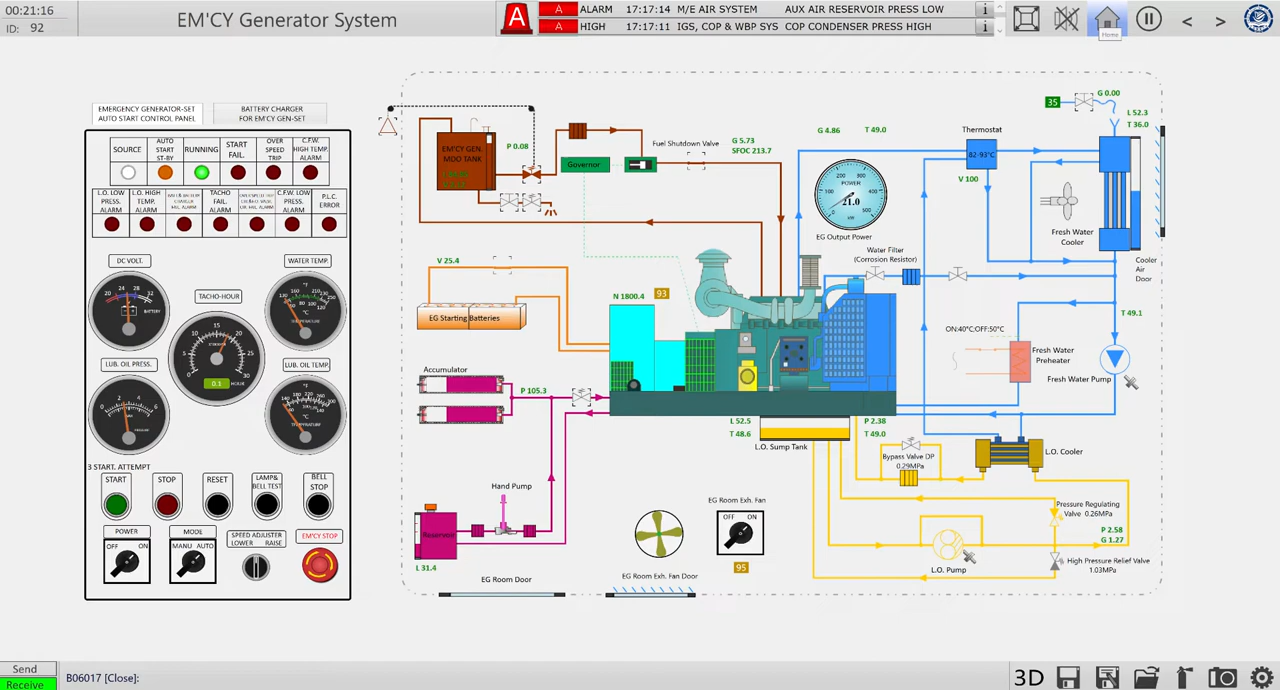 00:21:16
ID: 92
EM'CY Generator System
A
A ALARM 17:17:14 M/E AIR SYSTEM AUX AIR RESERVOIR PRESS LOW i
A HIGH 17:17:11 IGS, COP & WBP SYS COP CONDENSER PRESS HIGH i
Home
EMERGENCY GENERATOR-SET
AUTO START CONTROL PANEL
BATTERY CHARGER
FOR EM'CY GEN-SET
SOURCE
AUTO
START
ST-BY
RUNNING
START
FAIL.
OVER
SPEED
TRIP
C.F.W.
HIGH TEMP.
ALARM
L.O. LOW
PRESS.
ALARM
L.O. HIGH
TEMP.
ALARM
TACHO
FAIL.
ALARM
C.F.W. LOW
PRESS.
ALARM
P.L.C.
ERROR
DC VOLT.
WATER TEMP.
TACHO-HOUR
LUB. OIL PRESS.
LUB. OIL TEMP.
BATTERY
TEMPERATURE
0.3 HOUR
3 START. ATTEMPT
START
STOP
RESET
LAMP&
BELL TEST
BELL
STOP
POWER
OFF ON
MODE
MANU AUTO
SPEED ADJUSTER
LOWER RAISE
EM'CY STOP
EM'CY GEN.
MDO TANK
P 0.08
Governor
Fuel Shutdown Valve
G 5.73
SFOC 213.7
G 4.86
T 49.0
POWER
21.0
EG Output Power
Thermostat
82-93°C
V 100
35
G 0.00
L 52.3
T 36.0
Fresh Water
Cooler
Cooler
Air
Door
Water Filter
(Corrosion Resistor)
V 25.4
EG Starting Batteries
N 1800.4
93
T 49.1
ON:40°C;OFF:50°C
Fresh Water
Preheater
Fresh Water Pump
Accumulator
P 105.3
L 52.5
T 48.6
L.O. Sump Tank
P 2.38
T 49.0
Bypass Valve DP
0.29MPa
L.O. Cooler
Hand Pump
Reservoir
L 31.4
EG Room Exh. Fan
OFF ON
95
EG Room Door
EG Room Exh. Fan Door
Pressure Regulating
Valve 0.26MPa
P 2.58
G 1.27
L.O. Pump
High Pressure Relief Valve
1.03MPa
Send
Receive
B06017 [Close]:
3D